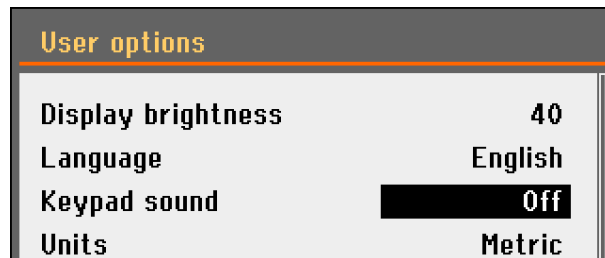 User options
Display brightness 40
Language English
Keypad sound Off
Units Metric